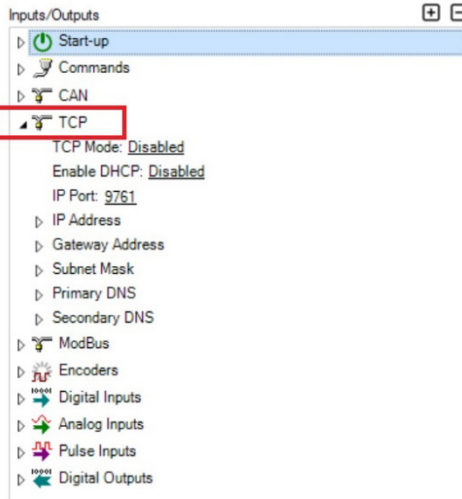 Inputs/Outputs
Start-up
Commands
CAN
TCP
TCP Mode: Disabled
Enable DHCP: Disabled
IP Port: 9761
IP Address
Gateway Address
Subnet Mask
Primary DNS
Secondary DNS
ModBus
Encoders
Digital Inputs
Analog Inputs
Pulse Inputs
Digital Outputs